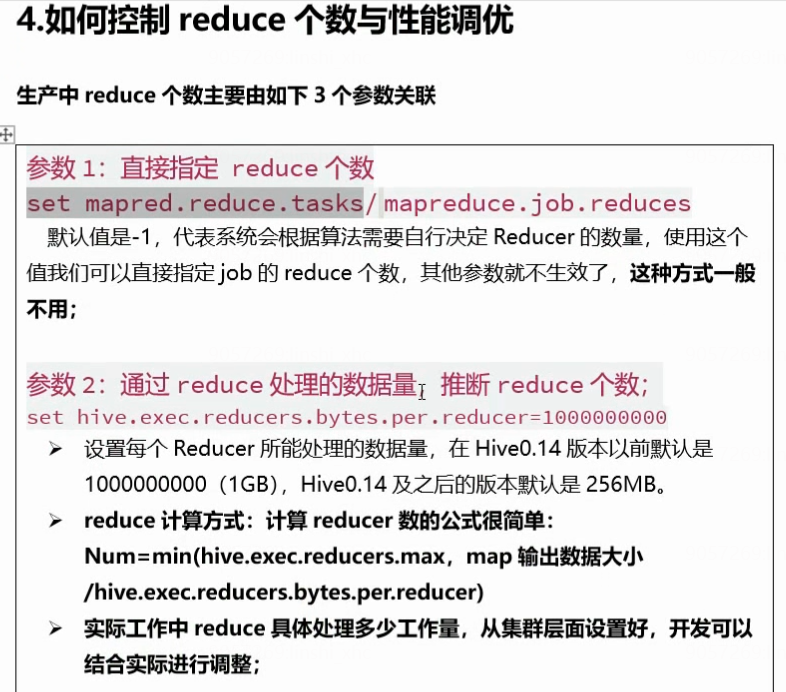 4.如何控制 reduce 个数与性能调优
生产中 reduce 个数主要由如下 3 个参数关联
参数 1：直接指定 reduce 个数
set mapred.reduce.tasks/mapreduce.job.reduces
默认值是-1，代表系统会根据算法需要自行决定 Reducer 的数量，使用这个
值我们可以直接指定 job 的 reduce 个数，其他参数就不生效了，这种方式一般
不用；
参数 2：通过 reduce 处理的数据量，推断 reduce 个数；
set hive.exec.reducers.bytes.per.reducer=1000000000
➢ 设置每个 Reducer 所能处理的数据量，在 Hive0.14 版本以前默认是
1000000000（1GB），Hive0.14 及之后的版本默认是 256MB。
➢ reduce 计算方式：计算 reducer 数的公式很简单：
Num=min(hive.exec.reducers.max，map 输出数据大小
/hive.exec.reducers.bytes.per.reducer)
➢ 实际工作中 reduce 具体处理多少工作量，从集群层面设置好，开发可以
结合实际进行调整；